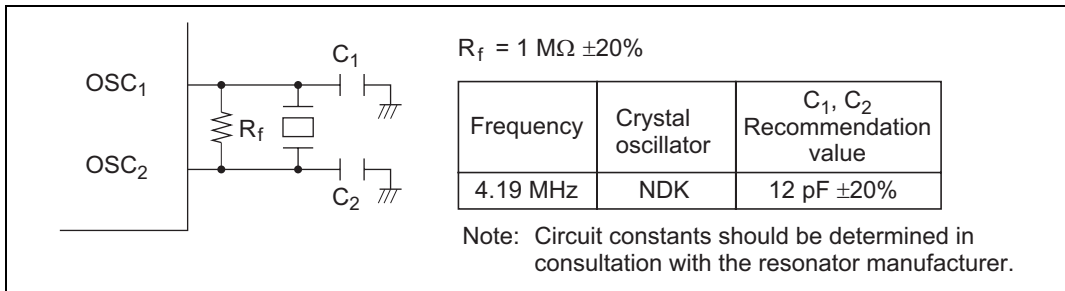 C1
OSC1
Rf
OSC2
C2
Rf = 1 MΩ ±20%
Frequency
Crystal
oscillator
C1, C2
Recommendation
value
4.19 MHz
NDK
12 pF ±20%
Note: Circuit constants should be determined in
consultation with the resonator manufacturer.